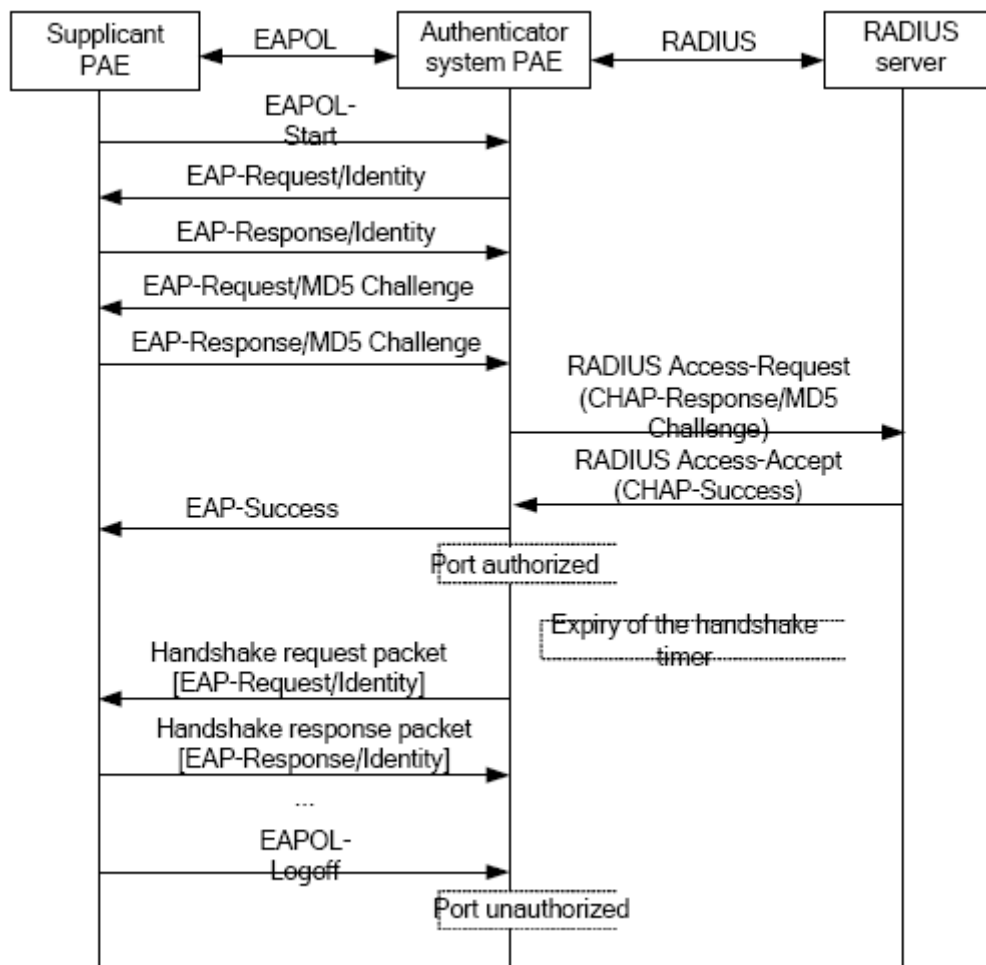 Supplicant
PAE
EAPOL
Authenticator
system PAE
RADIUS
RADIUS
server
EAPOL-
Start
EAP-Request/Identity
EAP-Response/Identity
EAP-Request/MD5 Challenge
EAP-Response/MD5 Challenge
RADIUS Access-Request
(CHAP-Response/MD5
Challenge)
RADIUS Access-Accept
(CHAP-Success)
EAP-Success
Port authorized
Expiry of the handshake
timer
Handshake request packet
[EAP-Request/Identity]
Handshake response packet
[EAP-Response/Identity]
...
EAPOL-
Logoff
Port unauthorized